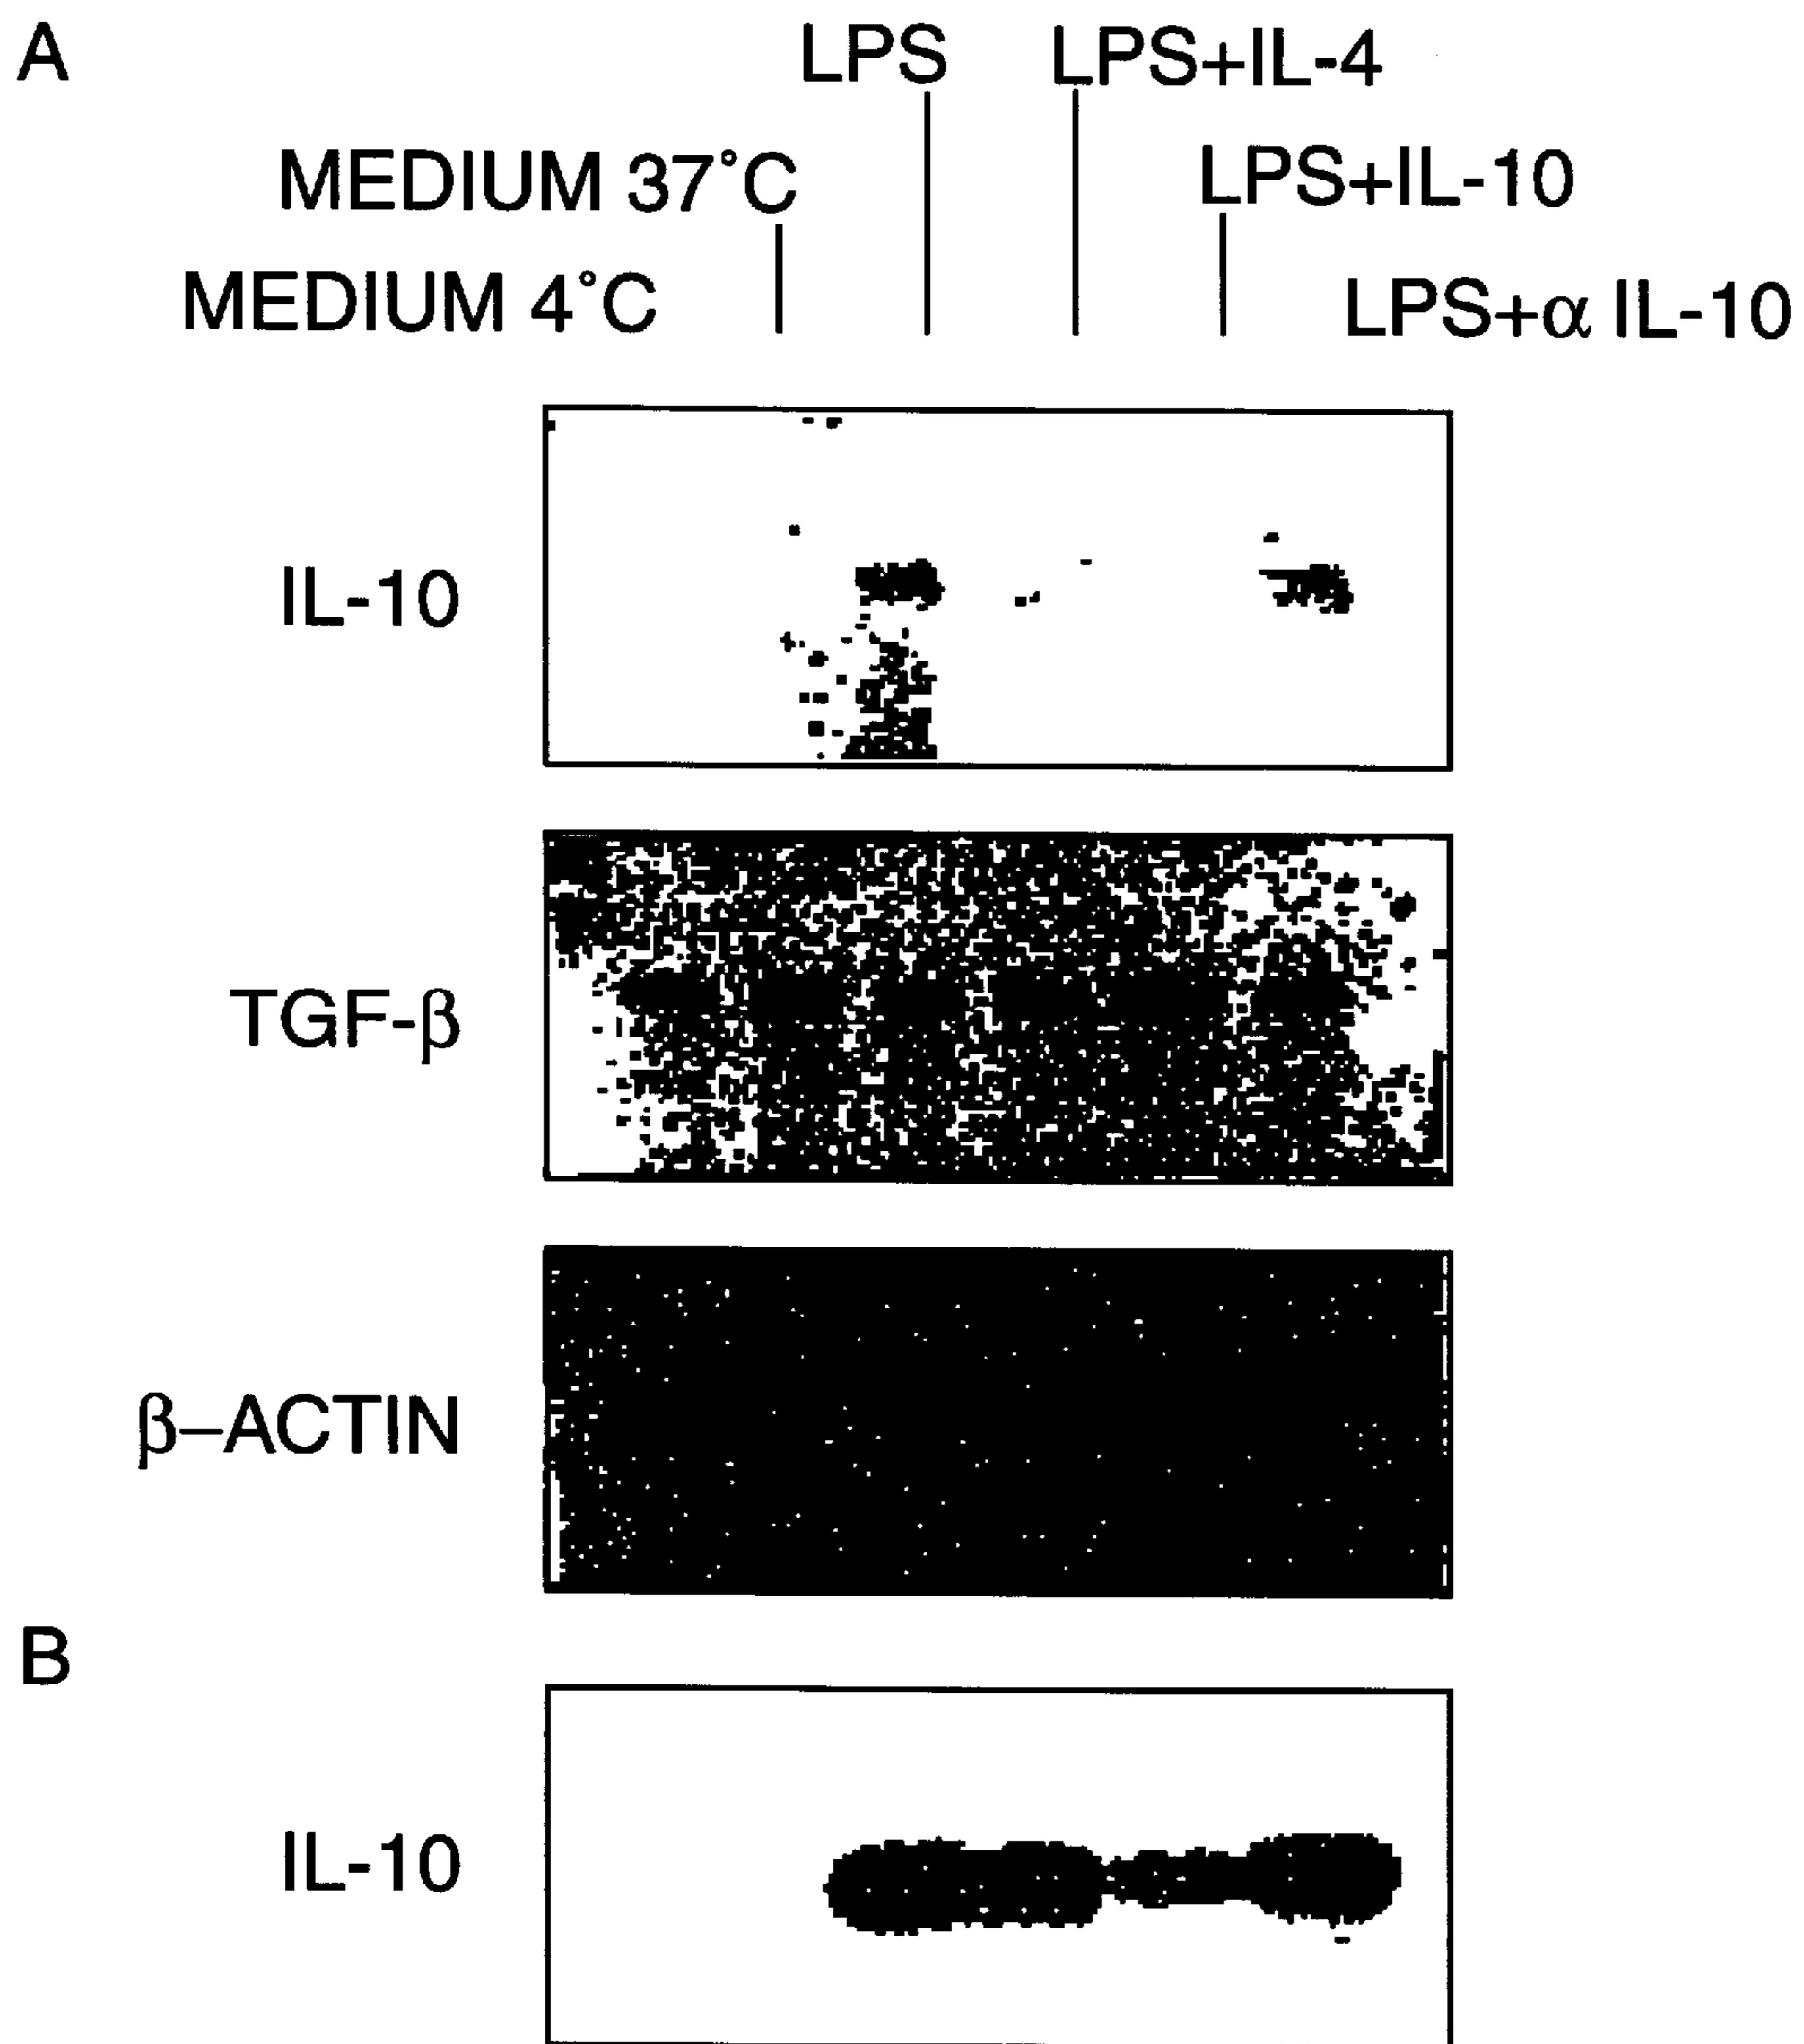 A
LPS
LPS+IL-4
MEDIUM 37°C
LPS+IL-10
MEDIUM 4°C
LPS+α IL-10
IL-10
TGF-β
β–ACTIN
B
IL-10